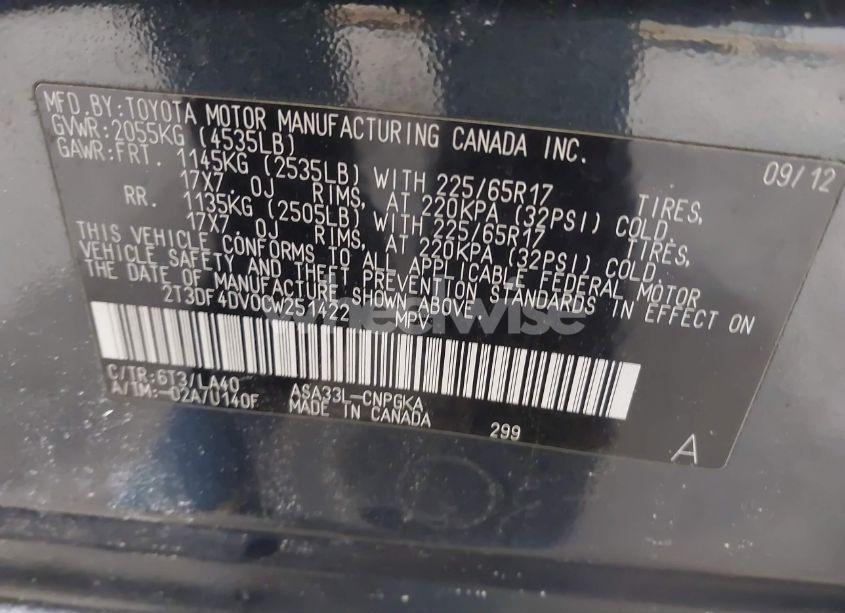 MFD. BY: TOYOTA MOTOR MANUFACTURING CANADA INC.
GVWR: 2055KG (4535LB) 09/12
GAWR: FRT. 1145KG (2535LB) WITH 225/65R17 TIRES,
17X7. 0J RIMS, AT 220KPA (32PSI) COLD.
RR. 1135KG (2505LB) WITH 225/65R17 TIRES,
17X7. 0J RIMS, AT 220KPA (32PSI) COLD.
THIS VEHICLE CONFORMS TO ALL APPLICABLE FEDERAL MOTOR
VEHICLE SAFETY AND THEFT PREVENTION STANDARDS IN EFFECT ON
THE DATE OF MANUFACTURE SHOWN ABOVE.
2T3DF4DV0CW251422 MPV
C/TR: 6T3/LA40 ASA33L-CNPGKA
A/TM: -02A/U140F MADE IN CANADA 299
A